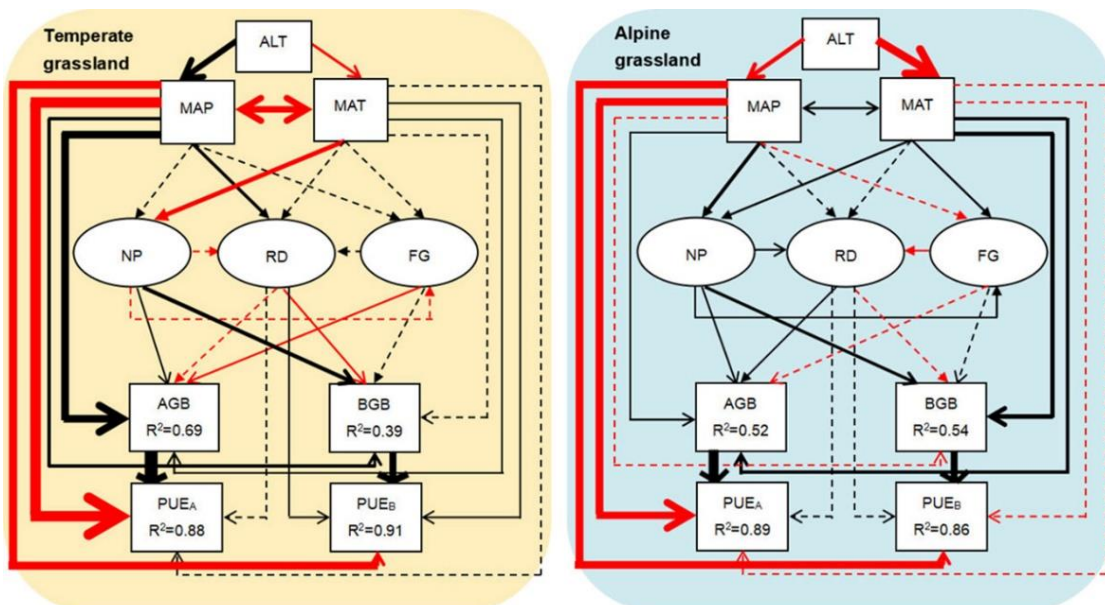 Temperate
grassland
ALT
MAP
MAT
NP
RD
FG
AGB
R²=0.69
BGB
R²=0.39
PUEA
R²=0.88
PUEB
R²=0.91
Alpine
grassland
ALT
MAP
MAT
NP
RD
FG
AGB
R²=0.52
BGB
R²=0.54
PUEA
R²=0.89
PUEB
R²=0.86